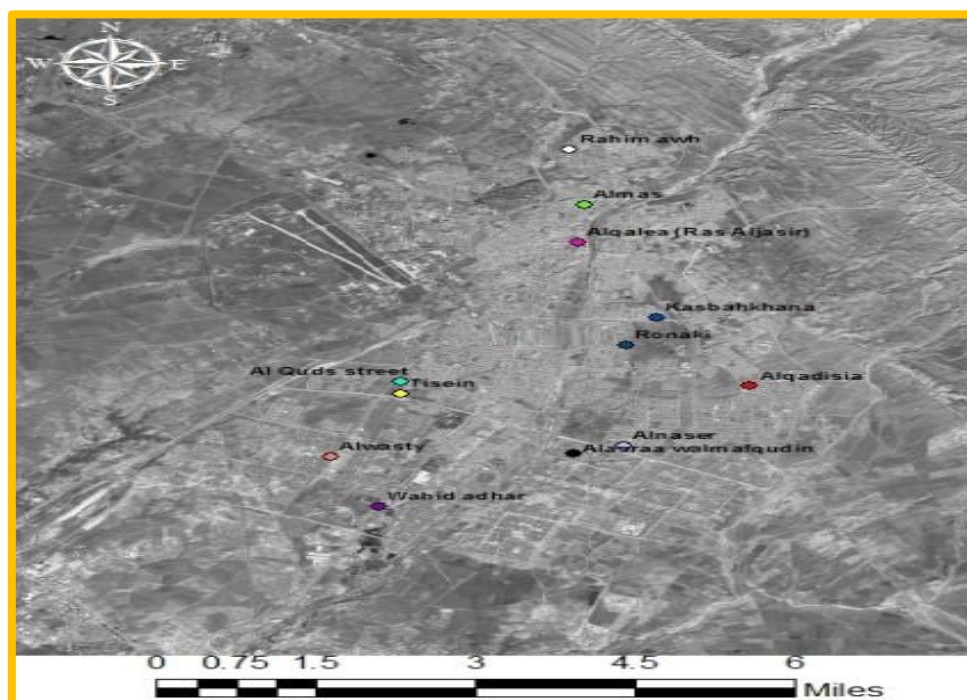 N
W E
S
Rahim awh
Almas
Alqalea (Ras Aljasir)
Kasbahkhana
Ronaki
Al Quds street
Tisein
Alqadisia
Alnaser
Alwasty
Alasraa walmafqudin
Wahid adhar
0 0.75 1.5 3 4.5 6
Miles